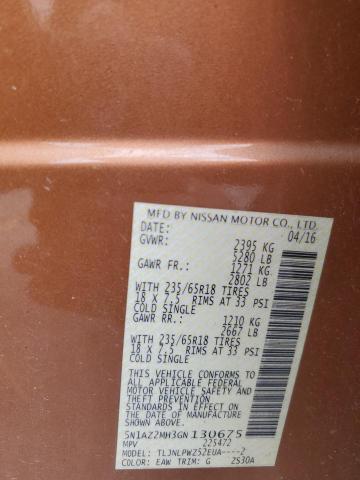 MFD BY NISSAN MOTOR CO., LTD.
DATE: 04/16
GVWR: 2395 KG
5280 LB
GAWR FR.: 1271 KG
2802 LB
WITH 235/65R18 TIRES
18 X 7.5 RIMS AT 33 PSI
COLD SINGLE
GAWR RR.: 1210 KG
2667 LB
WITH 235/65R18 TIRES
18 X 7.5 RIMS AT 33 PSI
COLD SINGLE
THIS VEHICLE CONFORMS TO
ALL APPLICABLE FEDERAL
MOTOR VEHICLE SAFETY AND
THEFT PREVENTION
STANDARDS IN EFFECT ON
THE DATE OF MANUFACTURE
SHOWN ABOVE.
5N1AZ2MH3GN130675
MPV 225472
TYPE: TLJNLPWZ52EUA----2
COLOR: EAW TRIM: G 2S30A